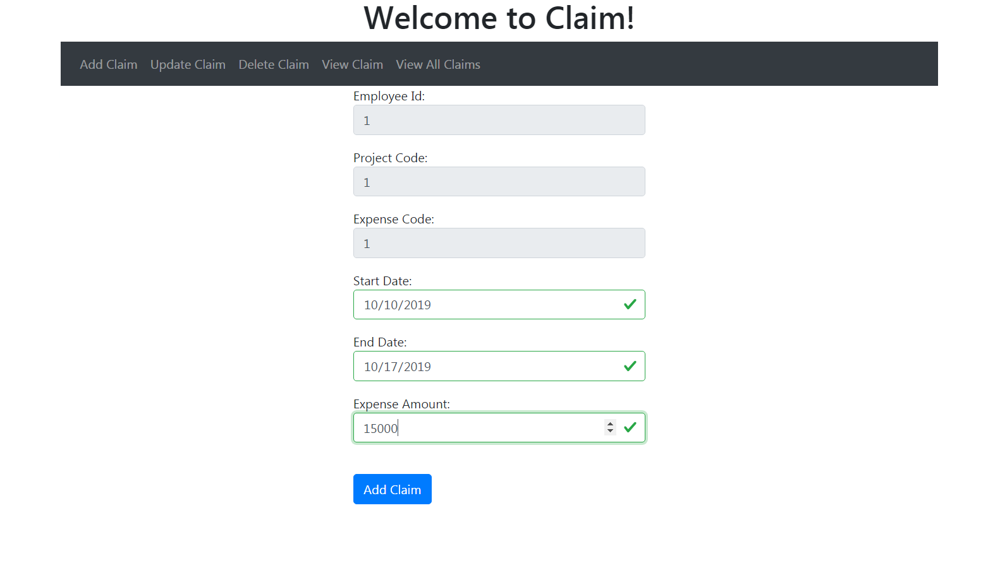 Welcome to Claim!
Add Claim Update Claim Delete Claim View Claim View All Claims
Employee Id:
1
Project Code:
1
Expense Code:
1
Start Date:
10/10/2019
End Date:
10/17/2019
Expense Amount:
15000
Add Claim